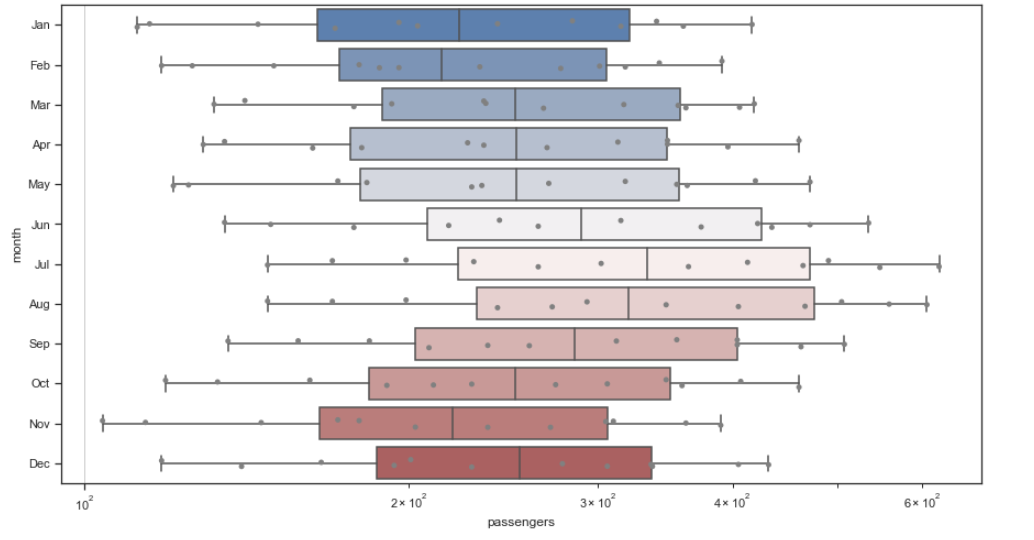 Jan
Feb
Mar
Apr
May
Jun
Jul
Aug
Sep
Oct
Nov
Dec
month
10²
2 × 10²
3 × 10²
4 × 10²
6 × 10²
passengers